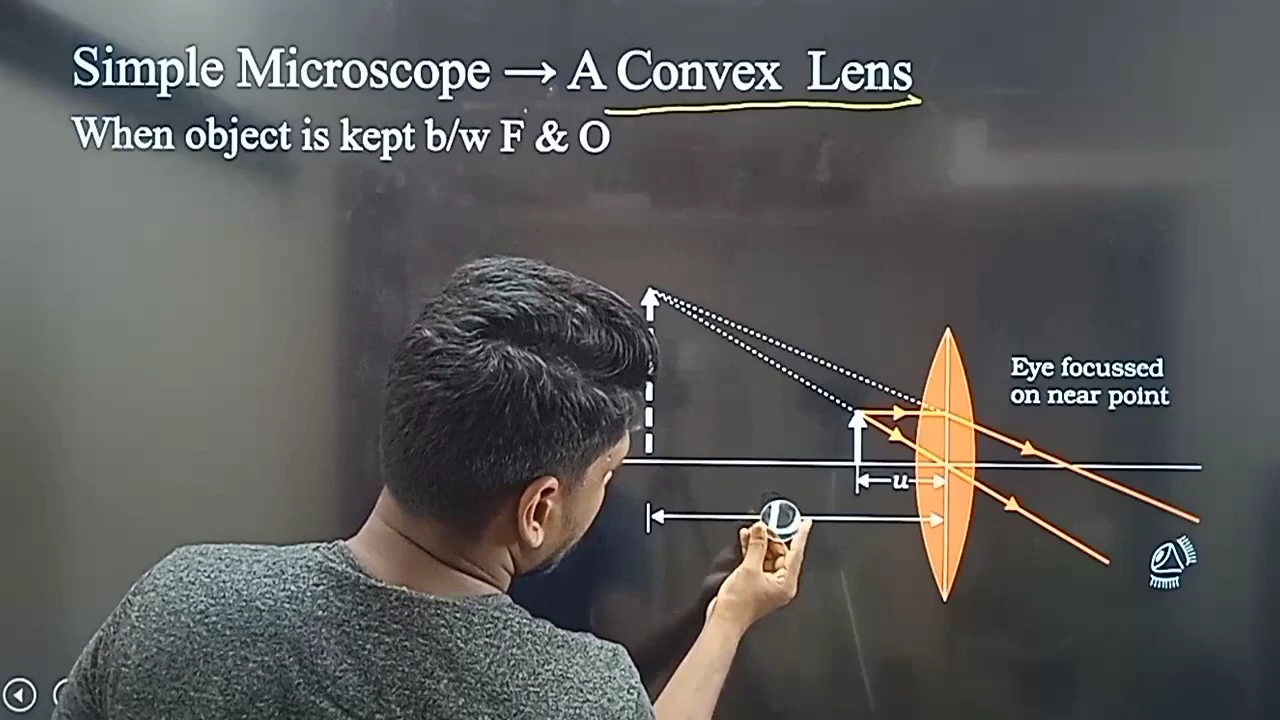 Simple Microscope → A Convex Lens
When object is kept b/w F & O
Eye focussed
on near point
u